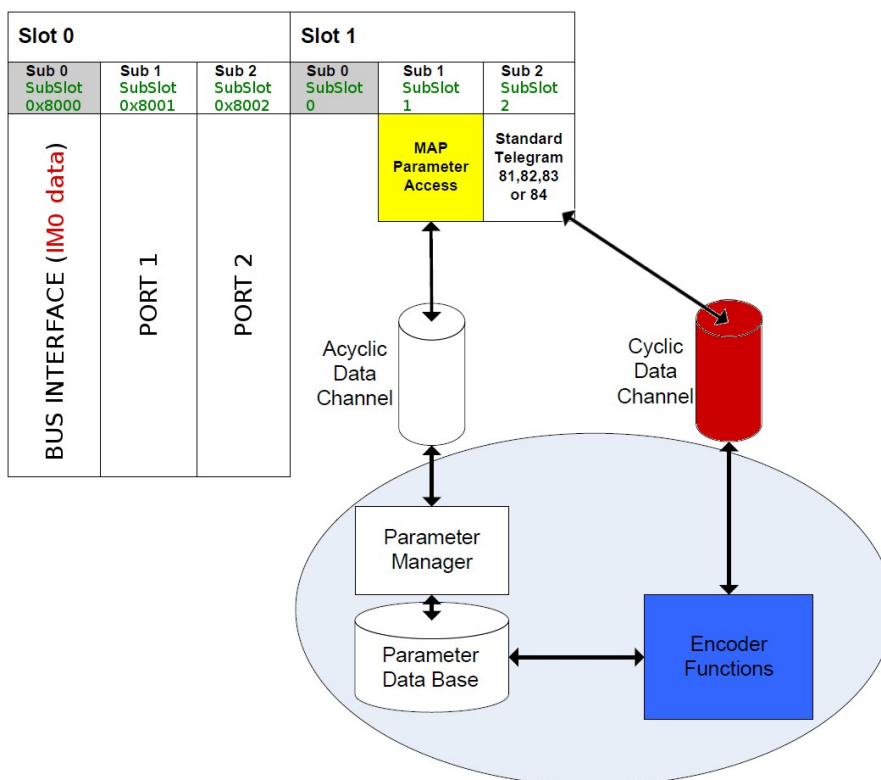 Slot 0
Slot 1
Sub 0
SubSlot
0x8000
Sub 1
SubSlot
0x8001
Sub 2
SubSlot
0x8002
Sub 0
SubSlot
0
Sub 1
SubSlot
1
Sub 2
SubSlot
2
BUS INTERFACE (IM0 data)
PORT 1
PORT 2
MAP
Parameter
Access
Standard
Telegram
81,82,83
or 84
Acyclic
Data
Channel
Cyclic
Data
Channel
Parameter
Manager
Parameter
Data Base
Encoder
Functions